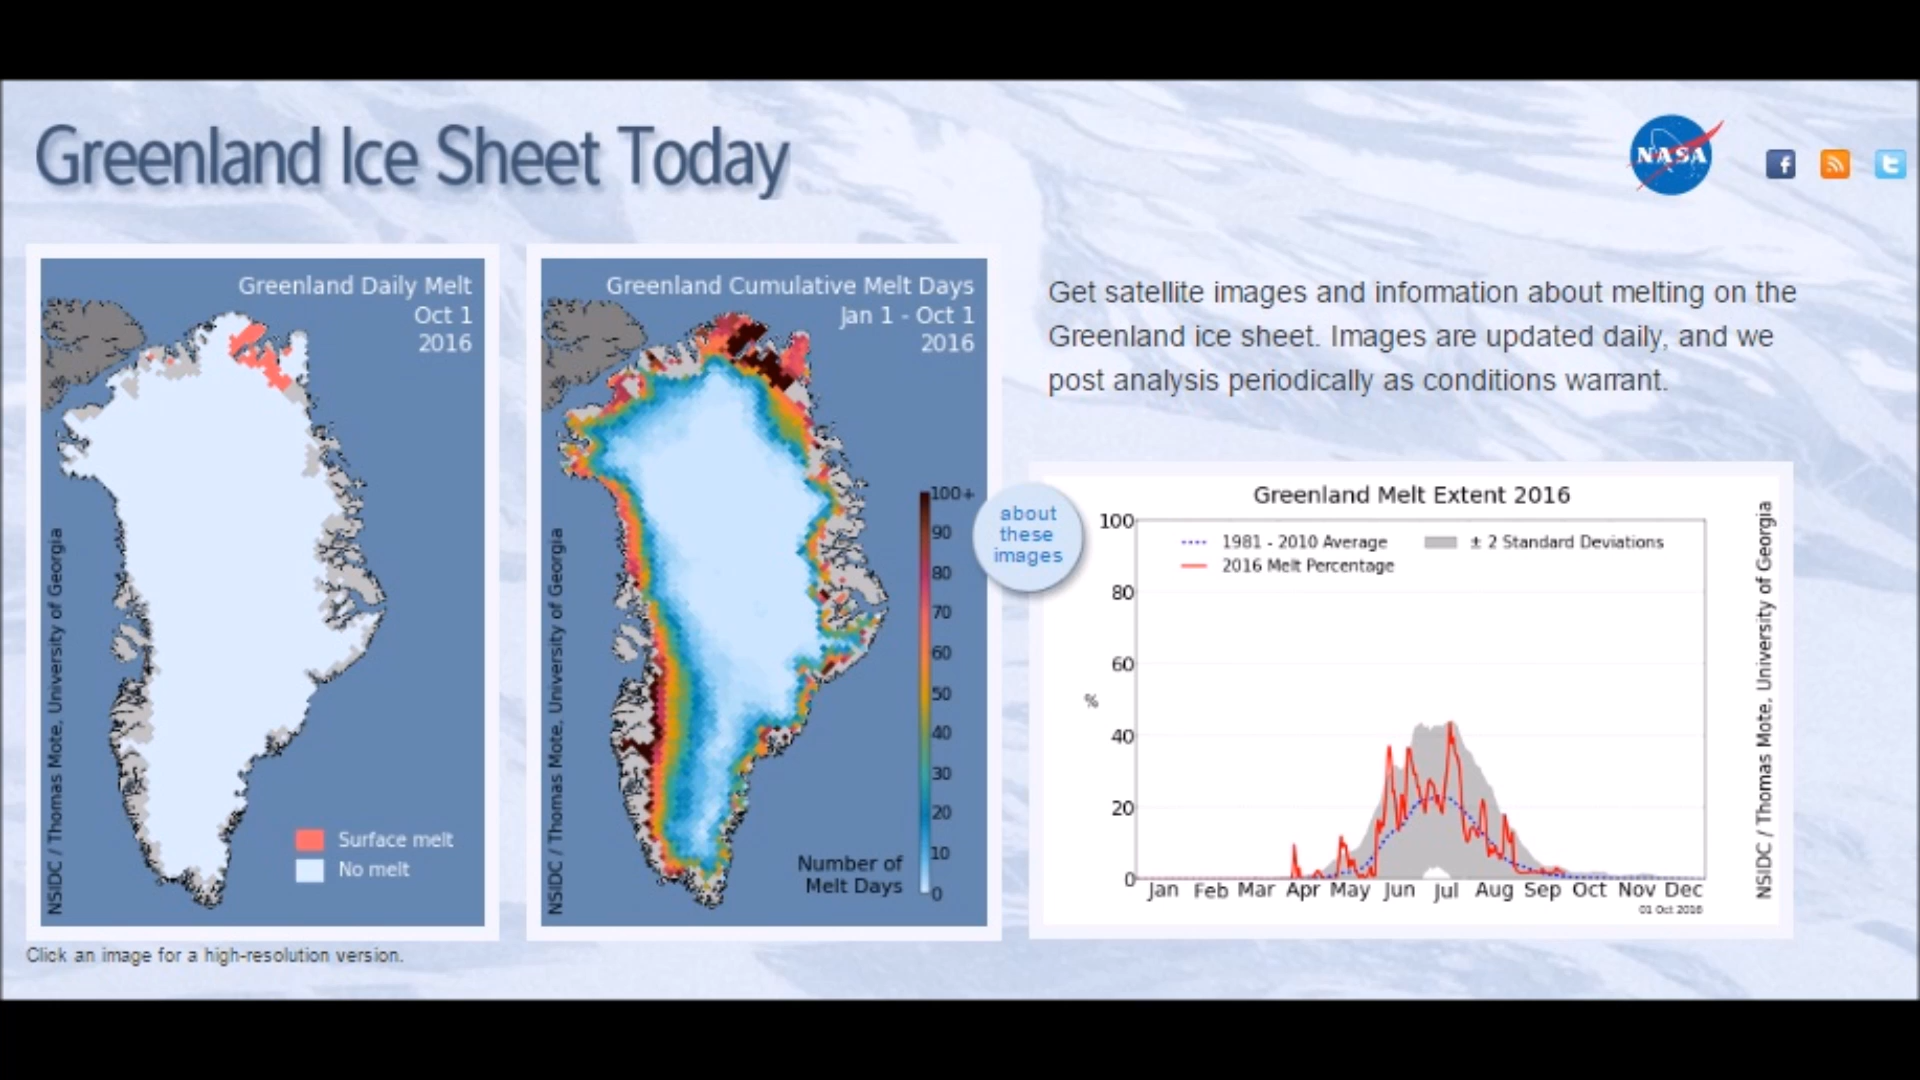 Greenland Ice Sheet Today
NASA
Greenland Daily Melt
Oct 1
2016
NSIDC / Thomas Mote, University of Georgia
Surface melt
No melt
Greenland Cumulative Melt Days
Jan 1 - Oct 1
2016
NSIDC / Thomas Mote, University of Georgia
100+
90
80
70
60
50
40
30
20
10
0
Number of
Melt Days
Click an image for a high-resolution version.
Get satellite images and information about melting on the
Greenland ice sheet. Images are updated daily, and we
post analysis periodically as conditions warrant.
about
these
images
Greenland Melt Extent 2016
1981 - 2010 Average
± 2 Standard Deviations
2016 Melt Percentage
100
80
60
40
20
0
%
Jan Feb Mar Apr May Jun Jul Aug Sep Oct Nov Dec
01 Oct 2016
NSIDC / Thomas Mote, University of Georgia